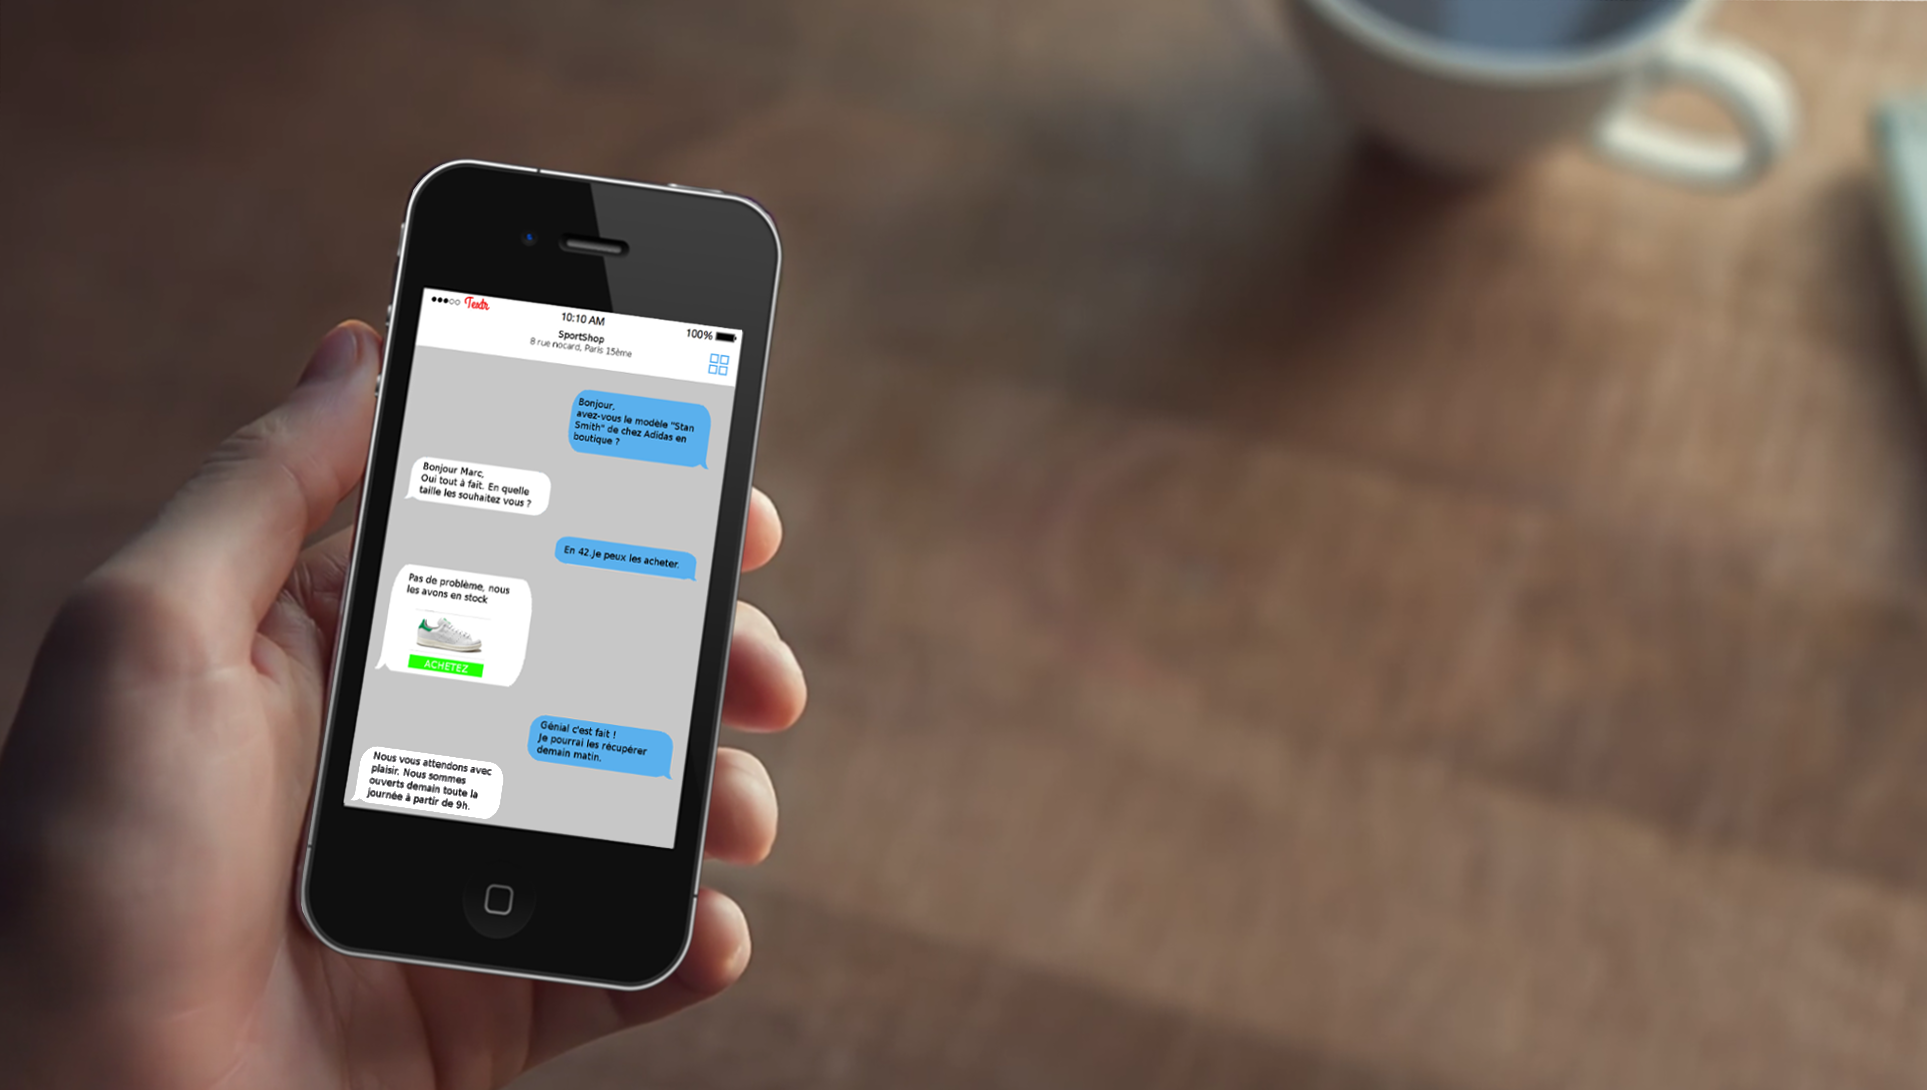 Textr
10:10 AM
100%
SportShop
8 rue nocard, Paris 15ème
Bonjour,
avez-vous le modèle "Stan
Smith" de chez Adidas en
boutique ?
Bonjour Marc,
Oui tout à fait. En quelle
taille les souhaitez vous ?
En 42.Je peux les acheter.
Pas de problème, nous
les avons en stock
ACHETEZ
Génial c'est fait !
Je pourrai les récupérer
demain matin.
Nous vous attendons avec
plaisir. Nous sommes
ouverts demain toute la
journée à partir de 9h.